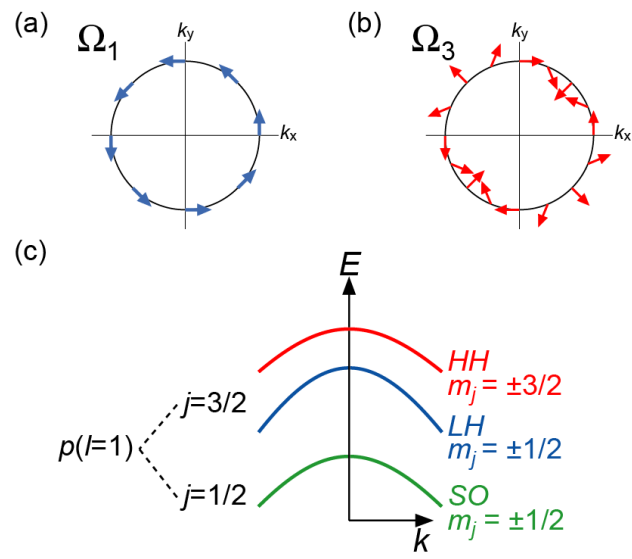 (a)
Ω1
ky
kx
(b)
Ω3
ky
kx
(c)
E
HH
mj = ±3/2
j=3/2
LH
p(l=1)
mj = ±1/2
j=1/2
SO
mj = ±1/2
k